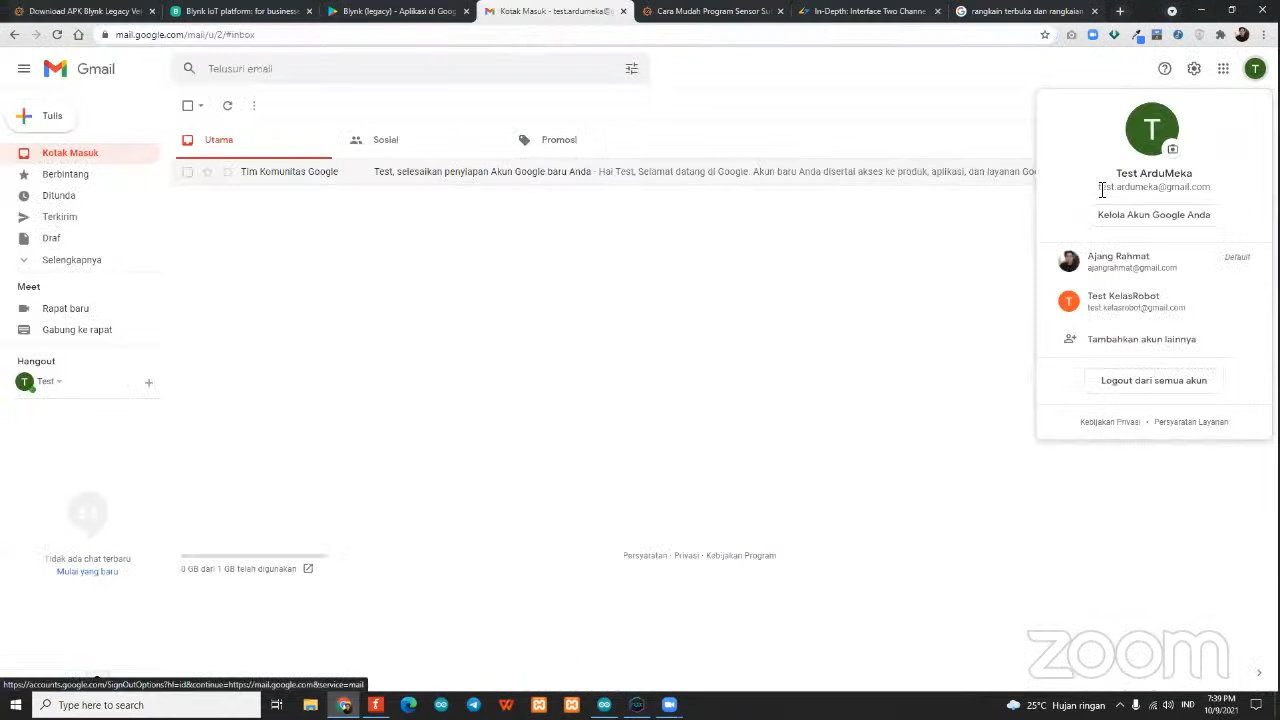 Download APK Blynk Legacy Ver
Blynk IoT platform: for businesse
Blynk (legacy) - Aplikasi di Goog
Kotak Masuk - test.ardumeka@g
Cara Mudah Program Sensor Su
In-Depth: Interface Two Channe
rangkain terbuka dan rangkaian
mail.google.com/mail/u/2/#inbox
Gmail
Telusuri email
T
Tulis
Utama
Sosial
Promosi
Kotak Masuk
Berbintang
Ditunda
Terkirim
Draf
Selengkapnya
Tim Komunitas Google
Test, selesaikan penyiapan Akun Google baru Anda - Hai Test, Selamat datang di Google. Akun baru Anda disertai akses ke produk, aplikasi, dan layanan Goo
Meet
Rapat baru
Gabung ke rapat
Hangout
T
Test
Tidak ada chat terbaru
Mulai yang baru
0 GB dari 1 GB telah digunakan
Persyaratan · Privasi · Kebijakan Program
T
Test ArduMeka
test.ardumeka@gmail.com
Kelola Akun Google Anda
Ajang Rahmat
Default
ajangrahmat@gmail.com
T
Test KelasRobot
test.kelasrobot@gmail.com
Tambahkan akun lainnya
Logout dari semua akun
Kebijakan Privasi • Persyaratan Layanan
zoom
https://accounts.google.com/SignOutOptions?hl=id&continue=https://mail.google.com&service=mail
Type here to search
25°C Hujan ringan
IND
7:39 PM
10/9/2021